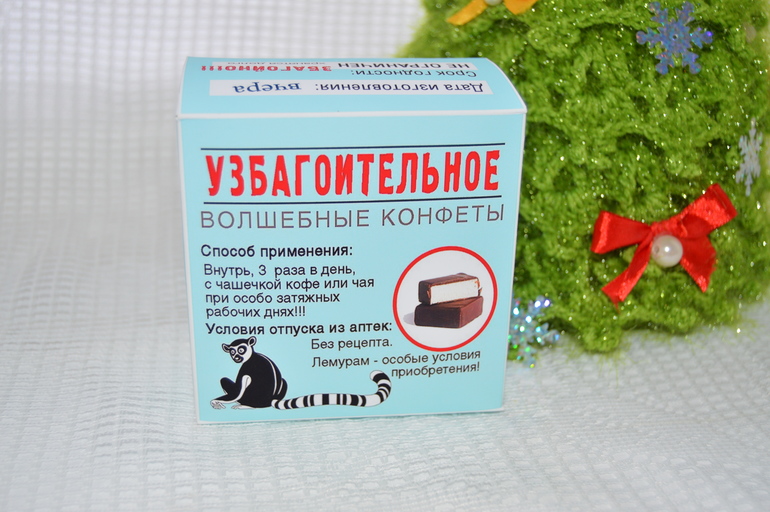 Дата изготовления: вчера
Срок годности:
НЕ ОГРАНИЧЕН
ЗБАГОЙНО!!!
УЗБАГОИТЕЛЬНОЕ
ВОЛШЕБНЫЕ КОНФЕТЫ
Способ применения:
Внутрь, 3 раза в день,
с чашечкой кофе или чая
при особо затяжных
рабочих днях!!!
Условия отпуска из аптек:
Без рецепта.
Лемурам - особые условия
приобретения!